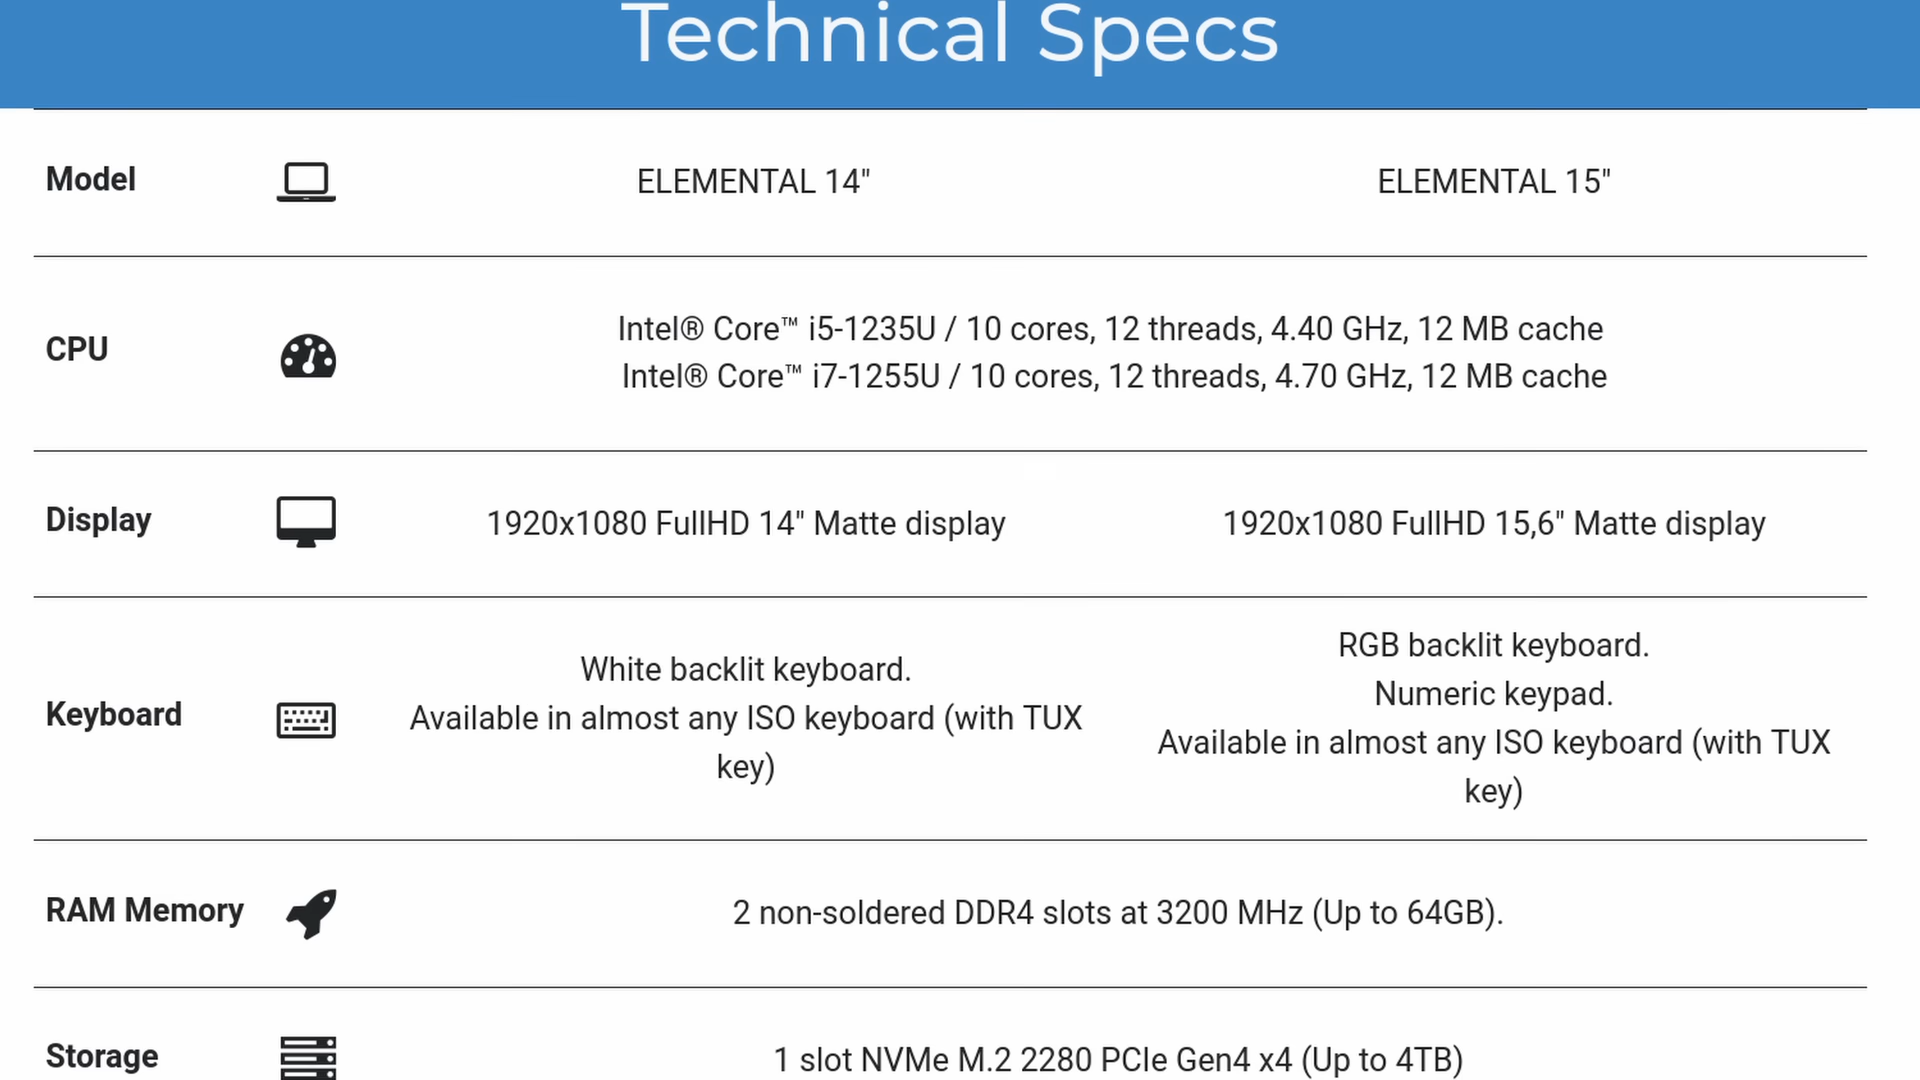 Technical Specs
Model
ELEMENTAL 14"
ELEMENTAL 15"
CPU
Intel® Core™ i5-1235U / 10 cores, 12 threads, 4.40 GHz, 12 MB cache
Intel® Core™ i7-1255U / 10 cores, 12 threads, 4.70 GHz, 12 MB cache
Display
1920x1080 FullHD 14" Matte display
1920x1080 FullHD 15,6" Matte display
Keyboard
White backlit keyboard.
Available in almost any ISO keyboard (with TUX
key)
RGB backlit keyboard.
Numeric keypad.
Available in almost any ISO keyboard (with TUX
key)
RAM Memory
2 non-soldered DDR4 slots at 3200 MHz (Up to 64GB).
Storage
1 slot NVMe M.2 2280 PCIe Gen4 x4 (Up to 4TB)